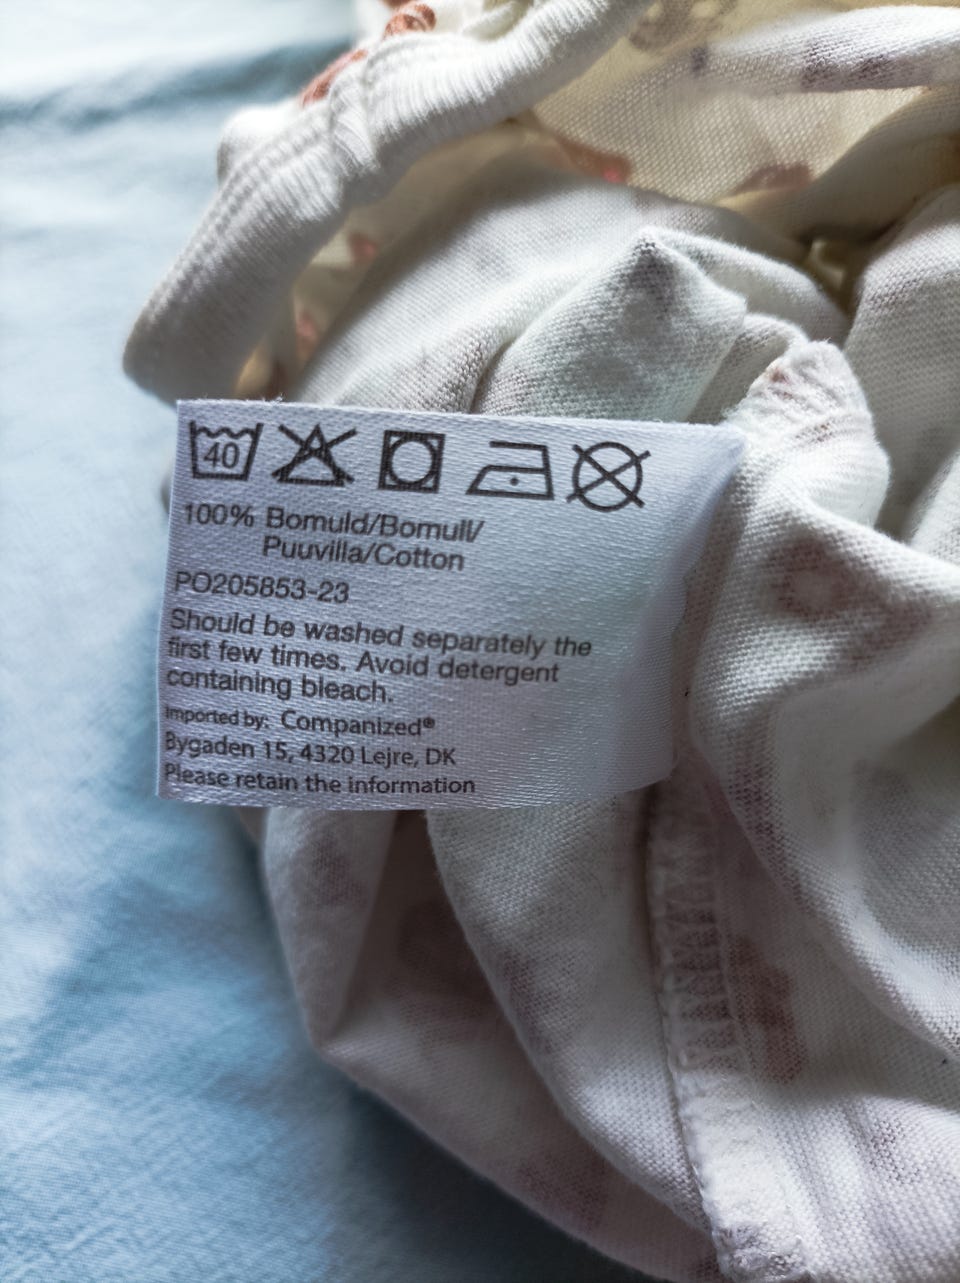 40
100% Bomuld/Bomull/
Puuvilla/Cotton
PO205853-23
Should be washed separately the
first few times. Avoid detergent
containing bleach.
Imported by: Companized®
Bygaden 15, 4320 Lejre, DK
Please retain the information